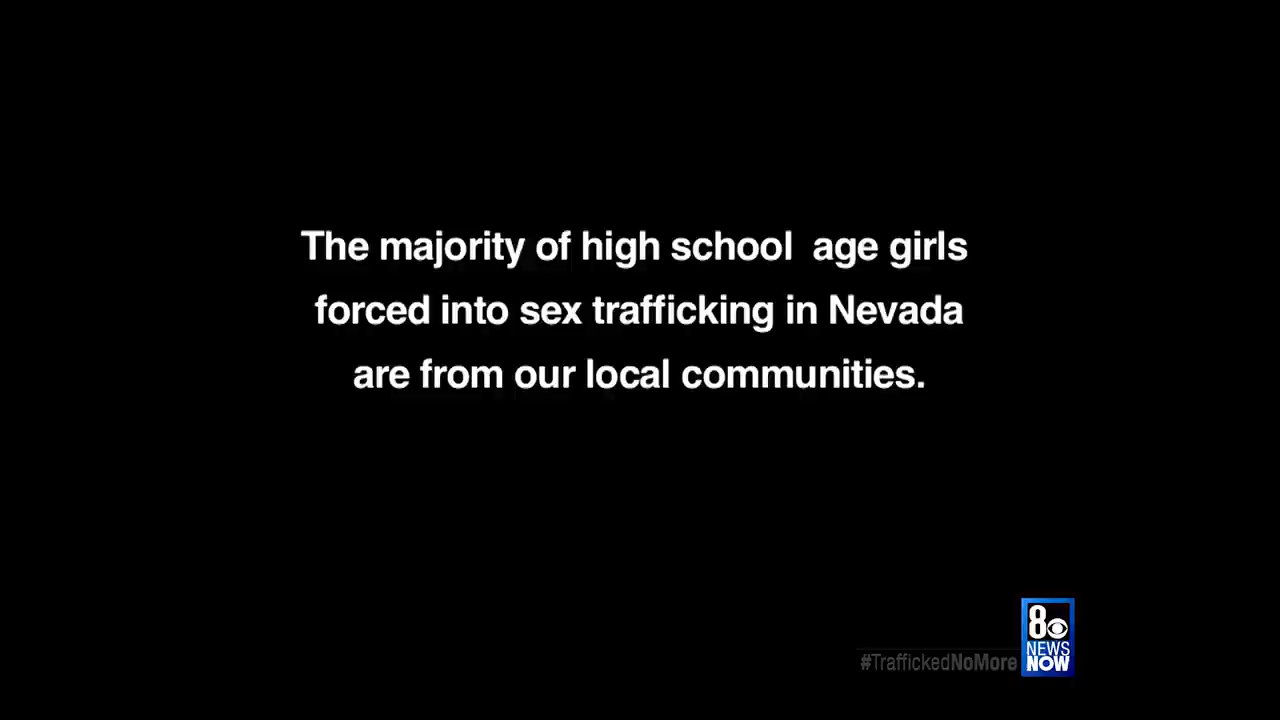 The majority of high school  age girls
forced into sex trafficking in Nevada
are from our local communities.
#TraffickedNoMore
8
NEWS
NOW